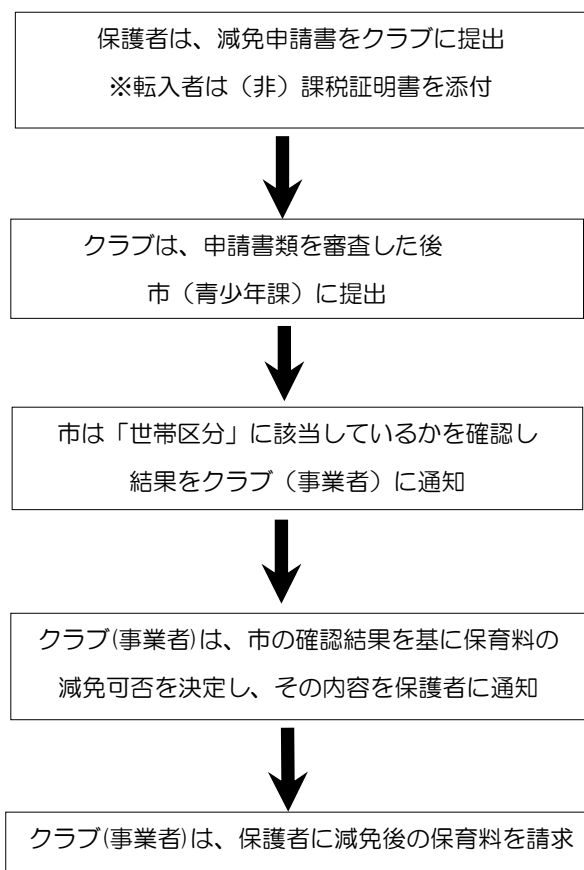 保護者は、減免申請書をクラブに提出
※転入者は（非）課税証明書を添付
クラブは、申請書類を審査した後
市（青少年課）に提出
市は「世帯区分」に該当しているかを確認し
結果をクラブ（事業者）に通知
クラブ(事業者)は、市の確認結果を基に保育料の
減免可否を決定し、その内容を保護者に通知
クラブ(事業者)は、保護者に減免後の保育料を請求